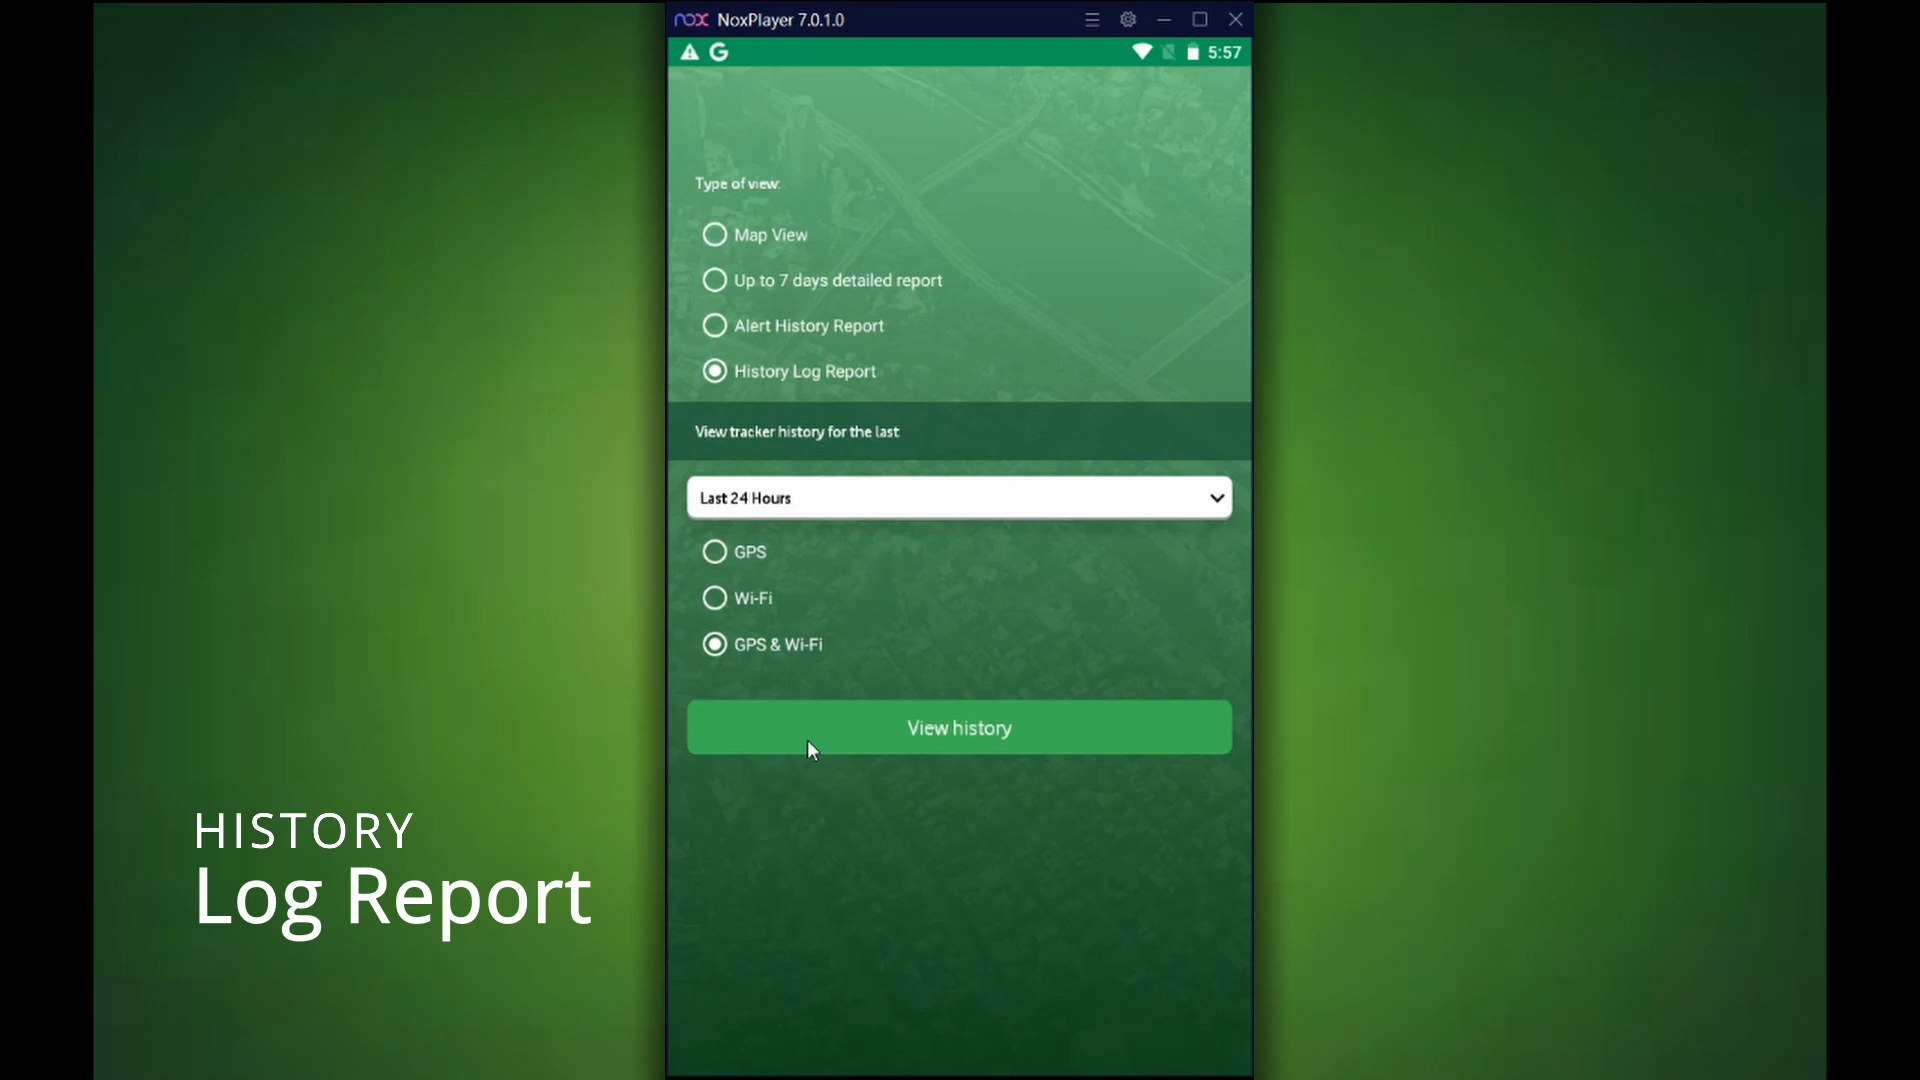 nox NoxPlayer 7.0.1.0
G 5:57
Type of view:
Map View
Up to 7 days detailed report
Alert History Report
History Log Report
View tracker history for the last
Last 24 Hours
GPS
Wi-Fi
GPS & Wi-Fi
View history
HISTORY
Log Report